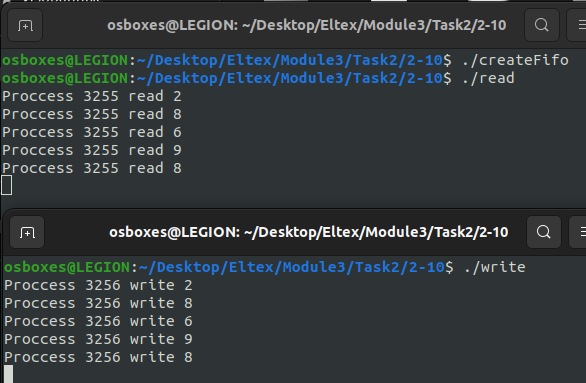 osboxes@LEGION: ~/Desktop/Eltex/Module3/Task2/2-10
osboxes@LEGION:~/Desktop/Eltex/Module3/Task2/2-10$ ./createFifo
osboxes@LEGION:~/Desktop/Eltex/Module3/Task2/2-10$ ./read
Proccess 3255 read 2
Proccess 3255 read 8
Proccess 3255 read 6
Proccess 3255 read 9
Proccess 3255 read 8
osboxes@LEGION: ~/Desktop/Eltex/Module3/Task2/2-10
osboxes@LEGION:~/Desktop/Eltex/Module3/Task2/2-10$ ./write
Proccess 3256 write 2
Proccess 3256 write 8
Proccess 3256 write 6
Proccess 3256 write 9
Proccess 3256 write 8